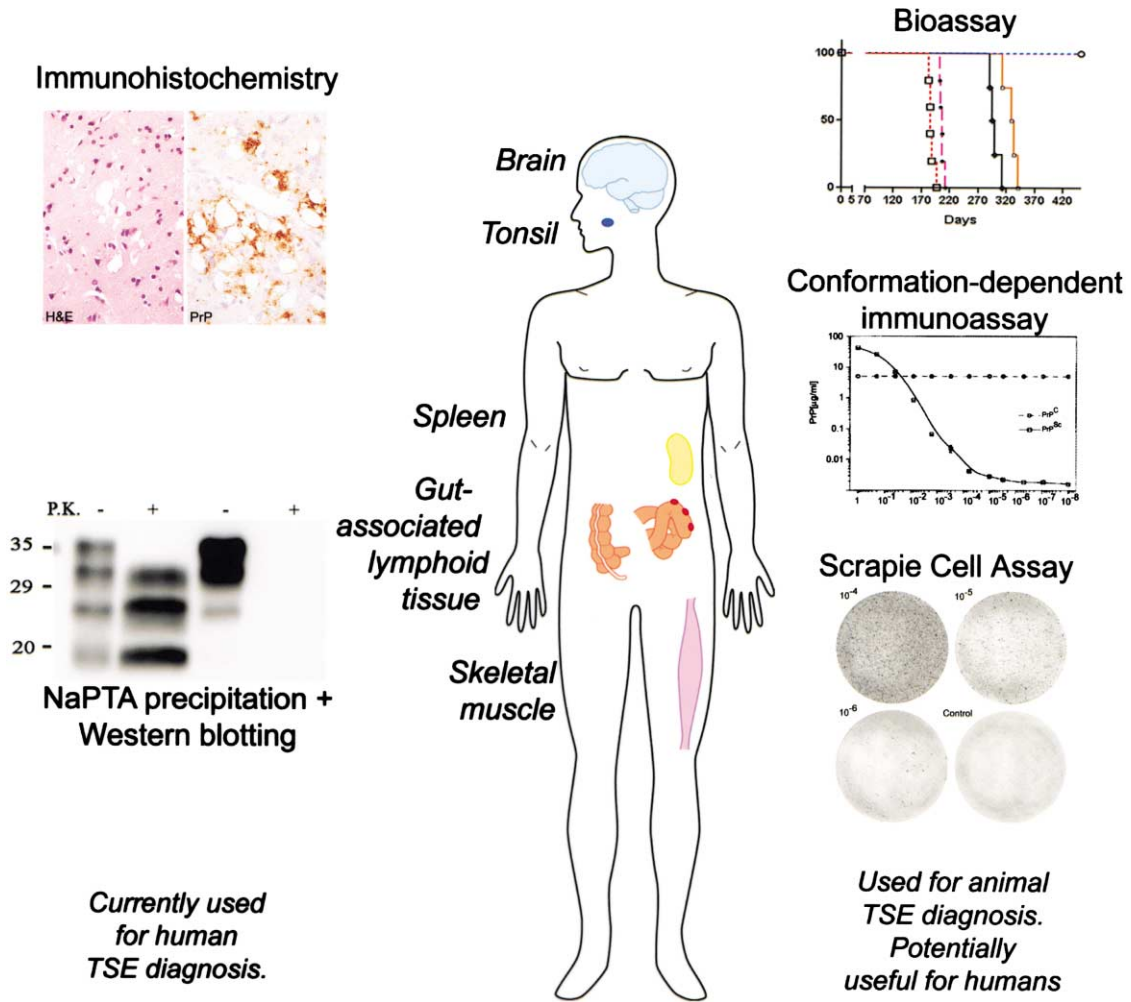 Immunohistochemistry
H&E
PrP
P.K.
-
+
-
+
35
29
20
NaPTA precipitation +
Western blotting
Currently used
for human
TSE diagnosis.
Brain
Tonsil
Spleen
Gut-
associated
lymphoid
tissue
Skeletal
muscle
Bioassay
100
50
0
0 5 70 120 170 220 270 320 370 420
Days
Conformation-dependent
immunoassay
100
10
1
0.1
0.01
PrP[µg/ml]
PrP^C
PrP^Sc
1 10^-1 10^-2 10^-3 10^-4 10^-5 10^-6 10^-7 10^-8
Scrapie Cell Assay
10^-4
10^-5
10^-6
Control
Used for animal
TSE diagnosis.
Potentially
useful for humans